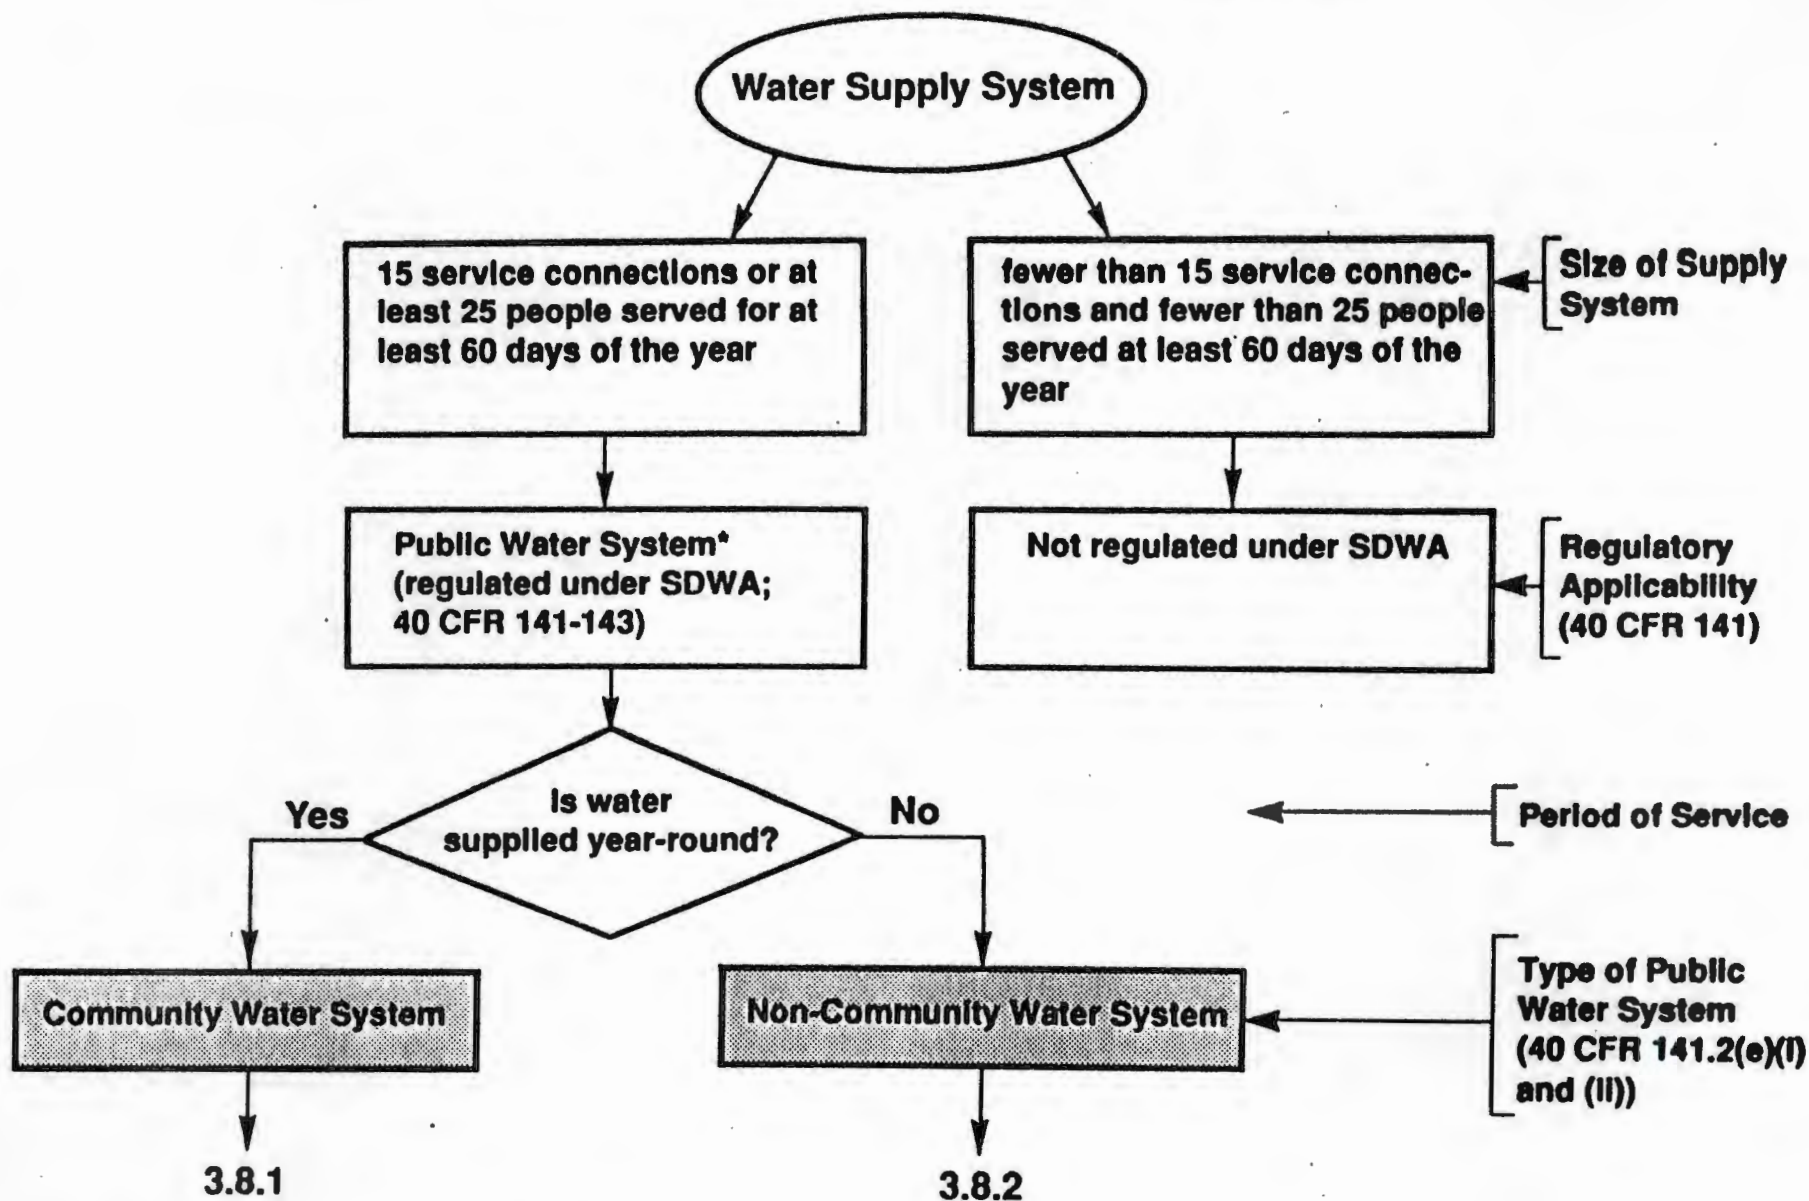 Water Supply System
15 service connections or at
least 25 people served for at
least 60 days of the year
fewer than 15 service connec-
tions and fewer than 25 people
served at least 60 days of the
year
Size of Supply
System
Public Water System*
(regulated under SDWA;
40 CFR 141-143)
Not regulated under SDWA
Regulatory
Applicability
(40 CFR 141)
Is water
supplied year-round?
Yes
No
Period of Service
Community Water System
Non-Community Water System
Type of Public
Water System
(40 CFR 141.2(e)(i)
and (ii))
3.8.1
3.8.2